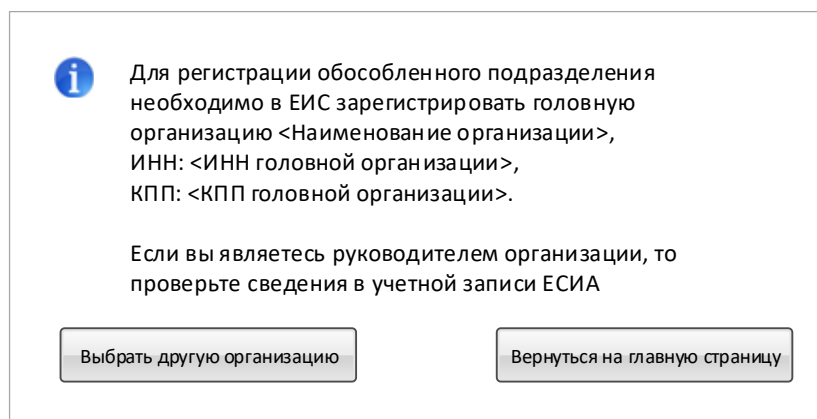 Для регистрации обособленного подразделения
необходимо в ЕИС зарегистрировать головную
организацию <Наименование организации>,
ИНН: <ИНН головной организации>,
КПП: <КПП головной организации>.
Если вы являетесь руководителем организации, то
проверьте сведения в учетной записи ЕСИА
Выбрать другую организацию
Вернуться на главную страницу